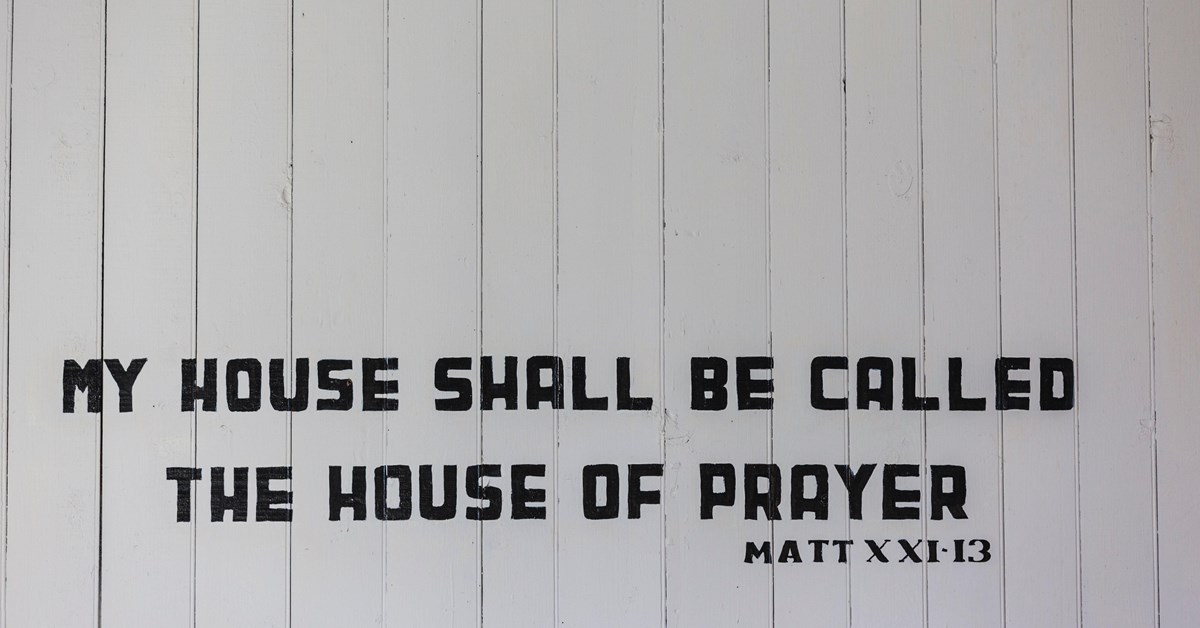 MY HOUSE SHALL BE CALLED
THE HOUSE OF PRAYER
MATT XXI·13